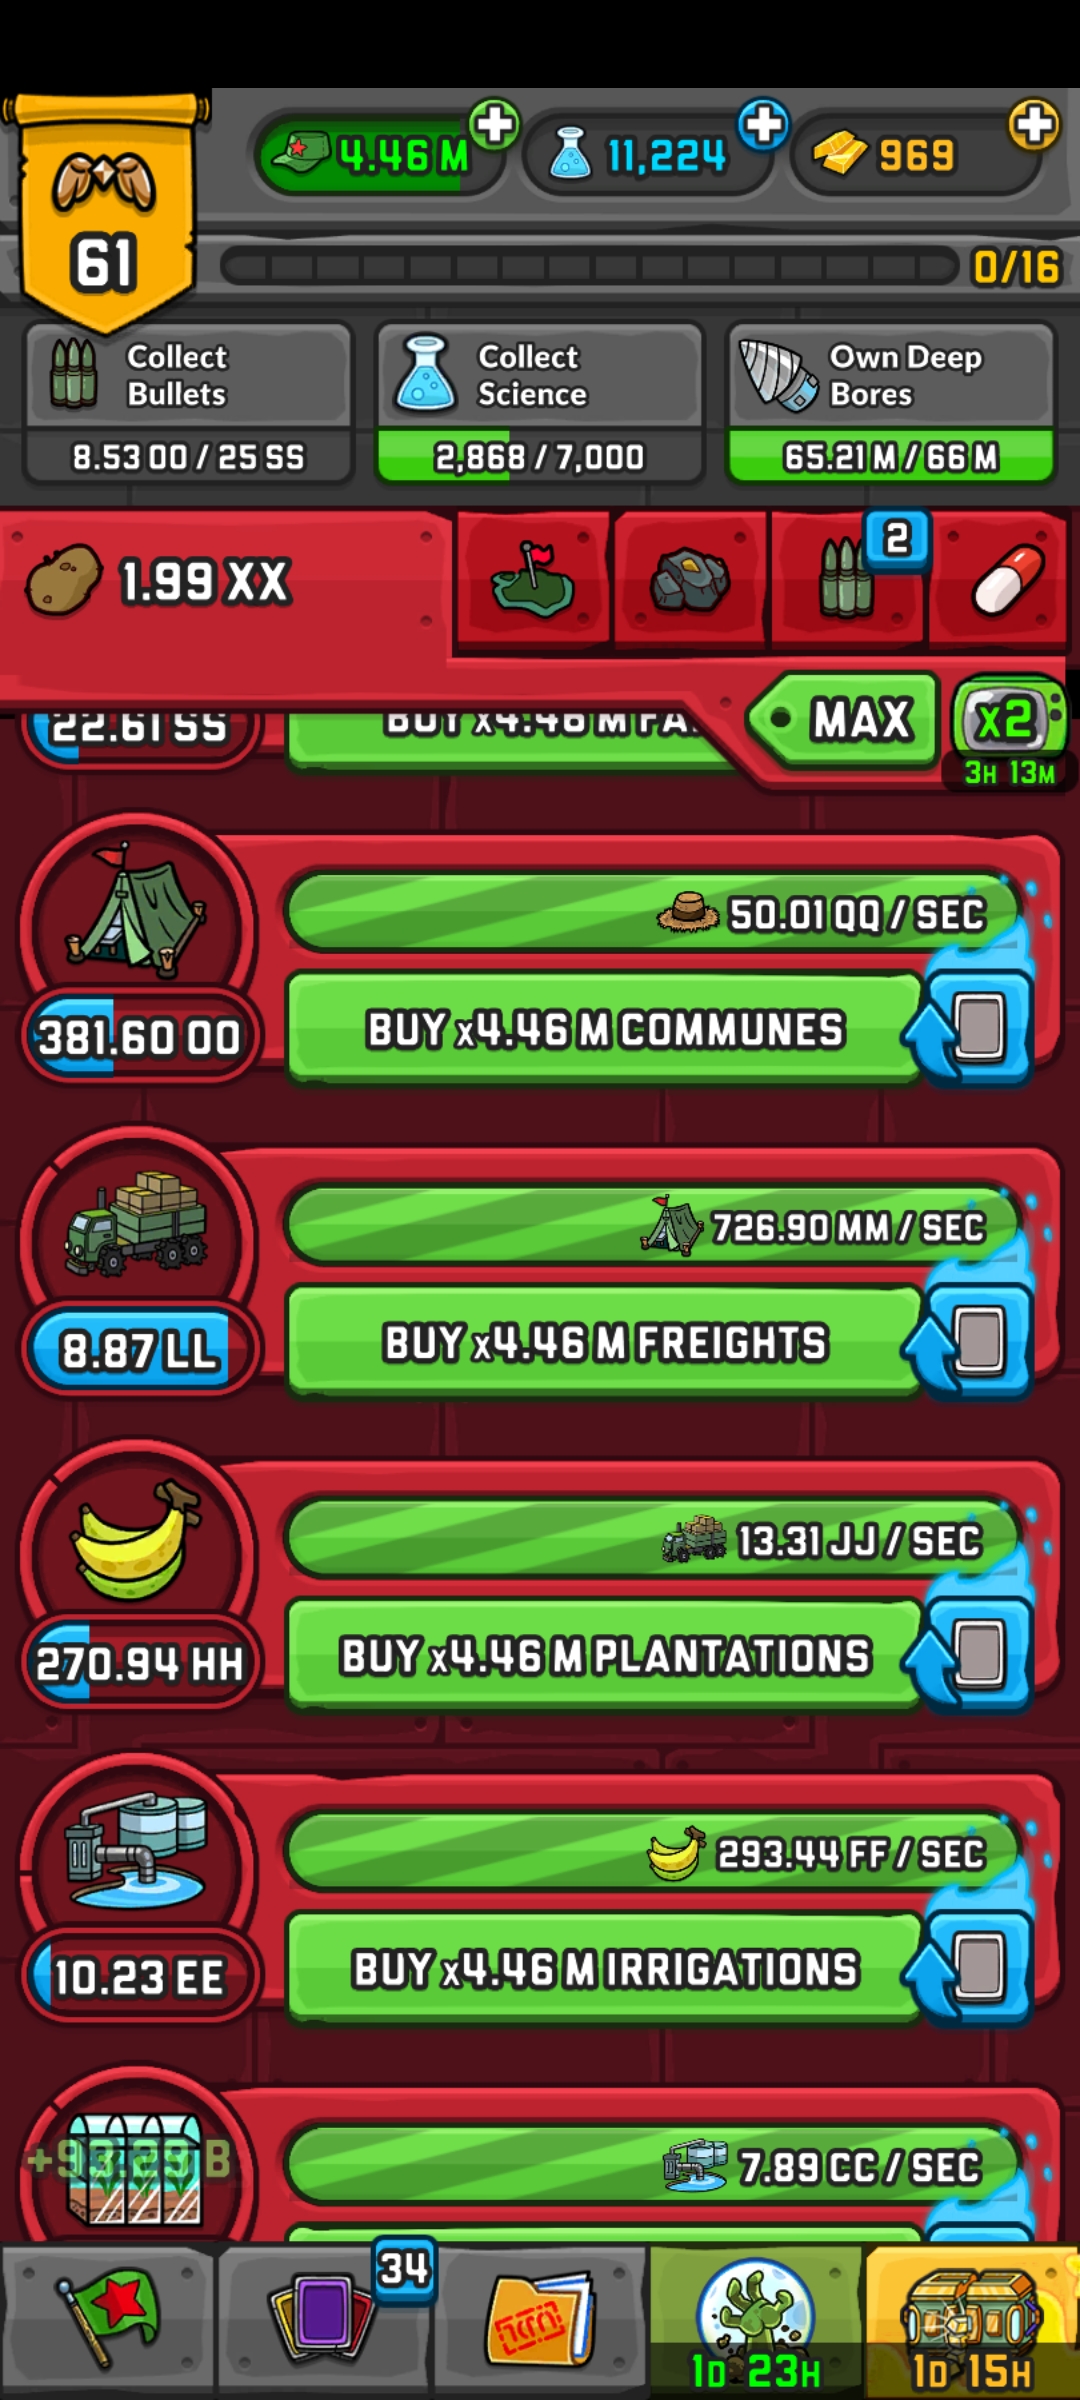 4.46 M
11,224
969
61
0/16
Collect
Bullets
8.53 OO / 25 SS
Collect
Science
2,868 / 7,000
Own Deep
Bores
65.21 M / 66 M
1.99 XX
2
MAX
x2
3H 13M
22.61 SS
BUY x4.46 M FA
50.01 QQ / SEC
381.60 OO
BUY x4.46 M COMMUNES
726.90 MM / SEC
8.87 LL
BUY x4.46 M FREIGHTS
13.31 JJ / SEC
270.94 HH
BUY x4.46 M PLANTATIONS
293.44 FF / SEC
10.23 EE
BUY x4.46 M IRRIGATIONS
+93.29 B
7.89 CC / SEC
34
1D 23H
1D 15H